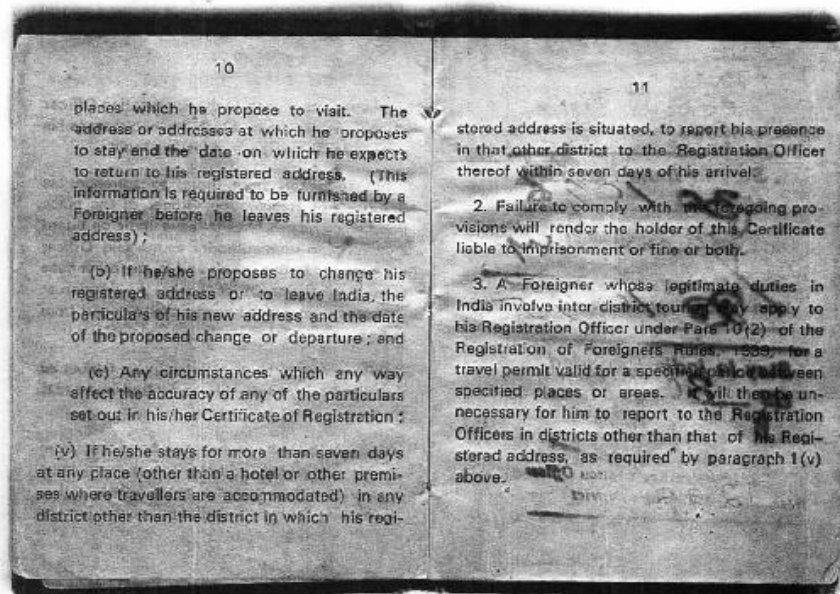 10
places which he propose to visit. The
address or addresses at which he proposes
to stay and the date on which he expects
to return to his registered address. (This
information is required to be furnished by a
Foreigner before he leaves his registered
address) ;
(b) If he/she proposes to change his
registered address or to leave India, the
particulars of his new address and the date
of the proposed change or departure ; and
(c) Any circumstances which any way
affect the accuracy of any of the particulars
set out in his/her Certificate of Registration ;
(v) If he/she stays for more than seven days
at any place (other than a hotel or other premi-
ses where travellers are accommodated) in any
district other than the district in which his regi-
11
stered address is situated, to report his presence
in that other district to the Registration Officer
thereof within seven days of his arrivel.
2. Failure to comply with the foregoing pro-
visions will render the holder of this Certificate
liable to imprisonment or fine or both.
3. A Foreigner whose legitimate duties in
India involve inter district touring may apply to
his Registration Officer under Para 10(2) of the
Registration of Foreigners Rules, 1939, for a
travel permit valid for a specified period between
specified places or areas. It will then be un-
necessary for him to report to the Registration
Officers in districts other than that of his Regi-
stered address, as required by paragraph 1(v)
above.